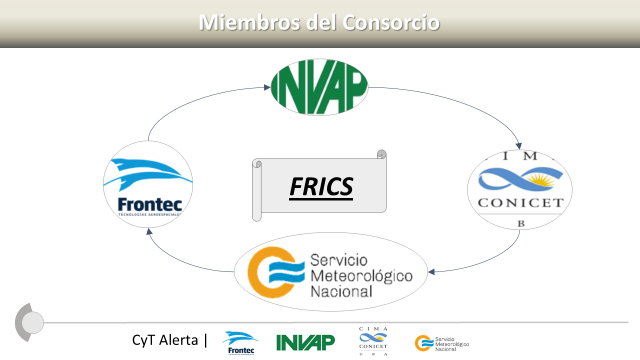 Miembros del Consorcio
INVAP
Frontec
TECNOLOGÍAS AEROESPACIALES
FRICS
I M
CONICET
B
Servicio
Meteorológico
Nacional
CyT Alerta |
Frontec
INVAP
C I M A
CONICET
U B A
Servicio
Meteorológico
Nacional